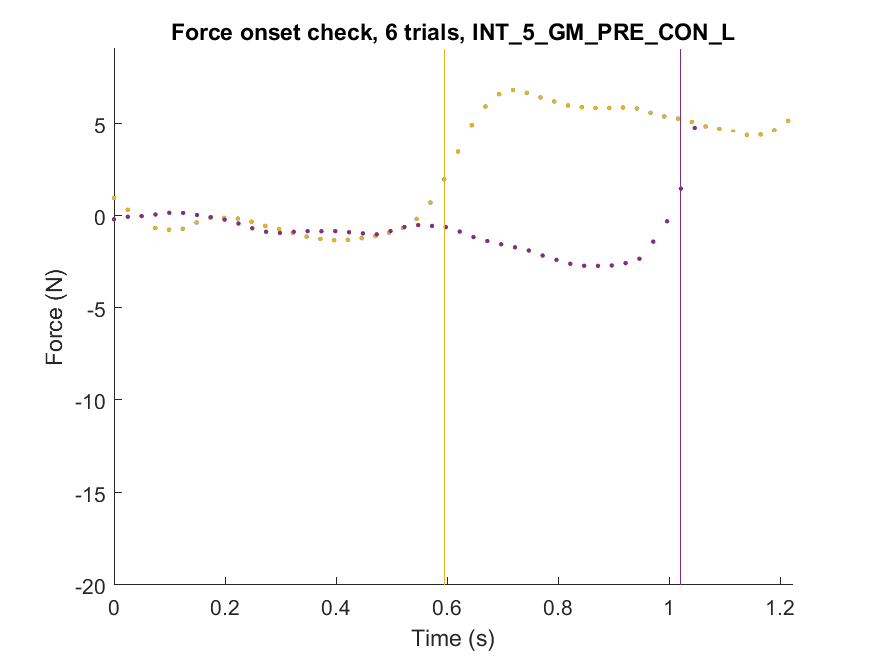 Force onset check, 6 trials, INT_5_GM_PRE_CON_L
5
0
-5
-10
-15
-20
Force (N)
0 0.2 0.4 0.6 0.8 1 1.2
Time (s)